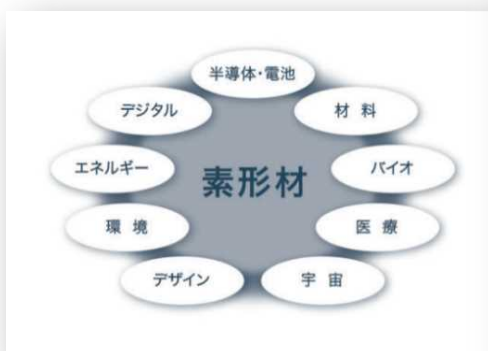 半導体・電池
デジタル
材 料
エネルギー
素形材
バイオ
環 境
医 療
デザイン
宇 宙